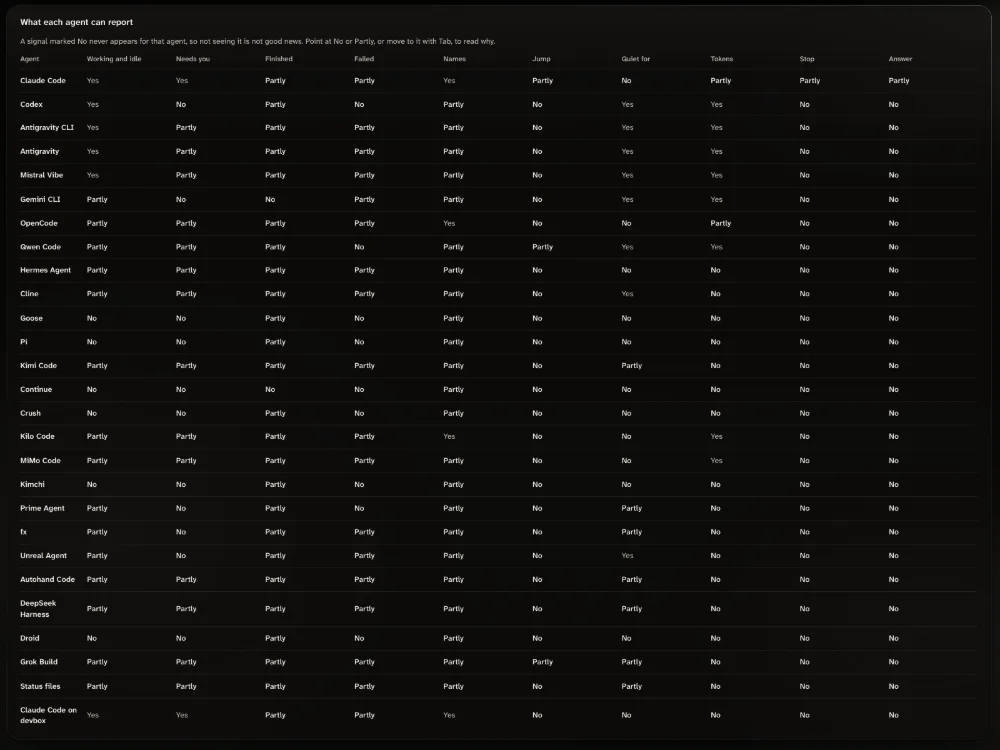 What each agent can report
A signal marked No never appears for that agent, so not seeing it is not good news. Point at No or Partly, or move to it with Tab, to read why.
Agent Working and idle Needs you Finished Failed Names Jump Quiet for Tokens Stop Answer
Claude Code Yes Yes Partly Partly Yes Partly No Partly Partly Partly
Codex Yes No Partly No Partly No Yes Yes No No
Antigravity CLI Yes Partly Partly Partly Partly No Yes Yes No No
Antigravity Yes Partly Partly Partly Partly No Yes Yes No No
Mistral Vibe Yes Partly Partly Partly Partly No Yes Yes No No
Gemini CLI Partly No No Partly Partly No Yes Yes No No
OpenCode Partly Partly Partly Partly Yes No No Partly No No
Qwen Code Partly Partly Partly No Partly Partly Yes Yes No No
Hermes Agent Partly Partly Partly Partly Partly No No No No No
Cline Partly Partly Partly Partly Partly No Yes No No No
Goose No No Partly No Partly No No No No No
Pi No No Partly No Partly No No No No No
Kimi Code Partly Partly Partly Partly Partly No Partly No No No
Continue No No No No Partly No No No No No
Crush No No Partly No Partly No No No No No
Kilo Code Partly Partly Partly Partly Yes No No Yes No No
MiMo Code Partly Partly Partly Partly Partly No No Yes No No
Kimchi No No Partly No Partly No No No No No
Prime Agent Partly No Partly No Partly No Partly No No No
fx Partly No Partly Partly Partly No Partly No No No
Unreal Agent Partly No Partly Partly Partly No Yes No No No
Autohand Code Partly Partly Partly Partly Partly No Partly No No No
DeepSeek
Harness Partly Partly Partly Partly Partly No Partly No No No
Droid No No Partly No Partly No No No No No
Grok Build Partly Partly Partly Partly Partly Partly Partly No No No
Status files Partly Partly Partly Partly Partly No Partly No No No
Claude Code on
devbox Yes Yes Partly Partly Yes No No No No No